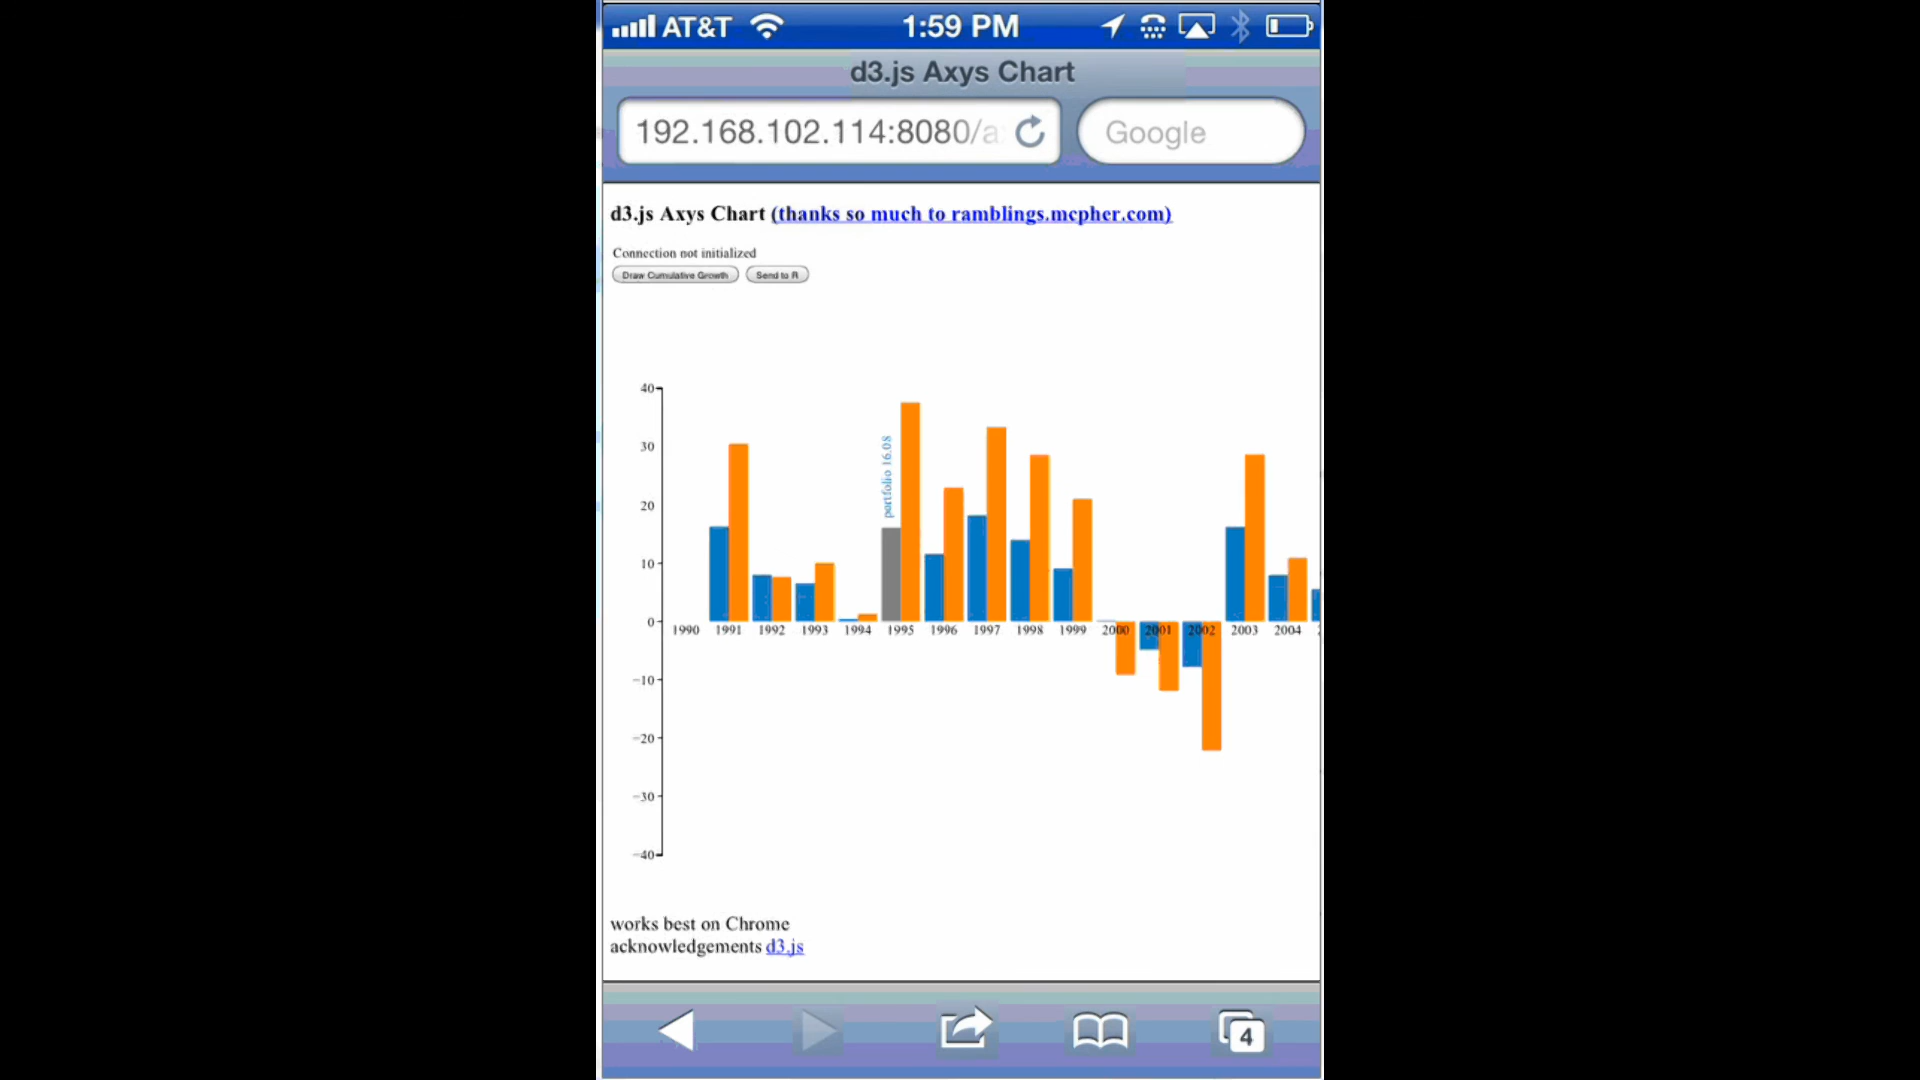 AT&T 1:59 PM
d3.js Axys Chart
192.168.102.114:8080/a
Google
d3.js Axys Chart (thanks so much to ramblings.mcpher.com)
Connection not initialized
Draw Cumulative Growth Send to R
40
30
20
10
0
−10
−20
−30
−40
portfolio 16.08
1990 1991 1992 1993 1994 1995 1996 1997 1998 1999 2000 2001 2002 2003 2004
works best on Chrome
acknowledgements d3.js
4